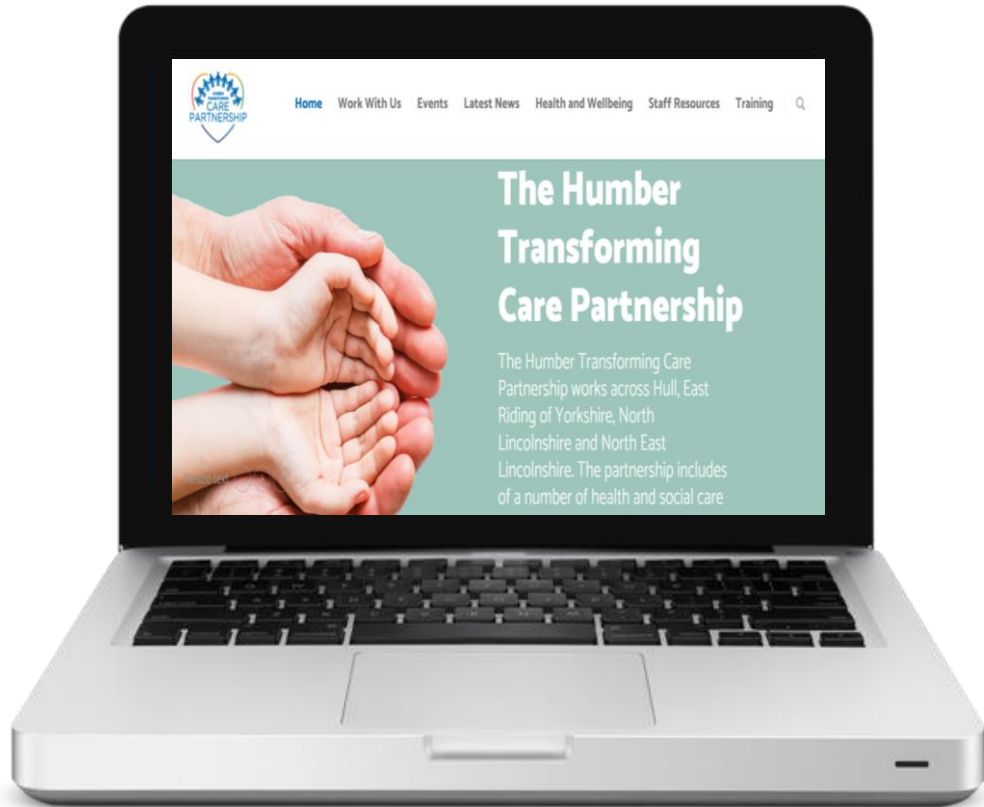 CARE
PARTNERSHIP
Home Work With Us Events Latest News Health and Wellbeing Staff Resources Training
The Humber
Transforming
Care Partnership
The Humber Transforming Care
Partnership works across Hull, East
Riding of Yorkshire, North
Lincolnshire and North East
Lincolnshire. The partnership includes
of a number of health and social care